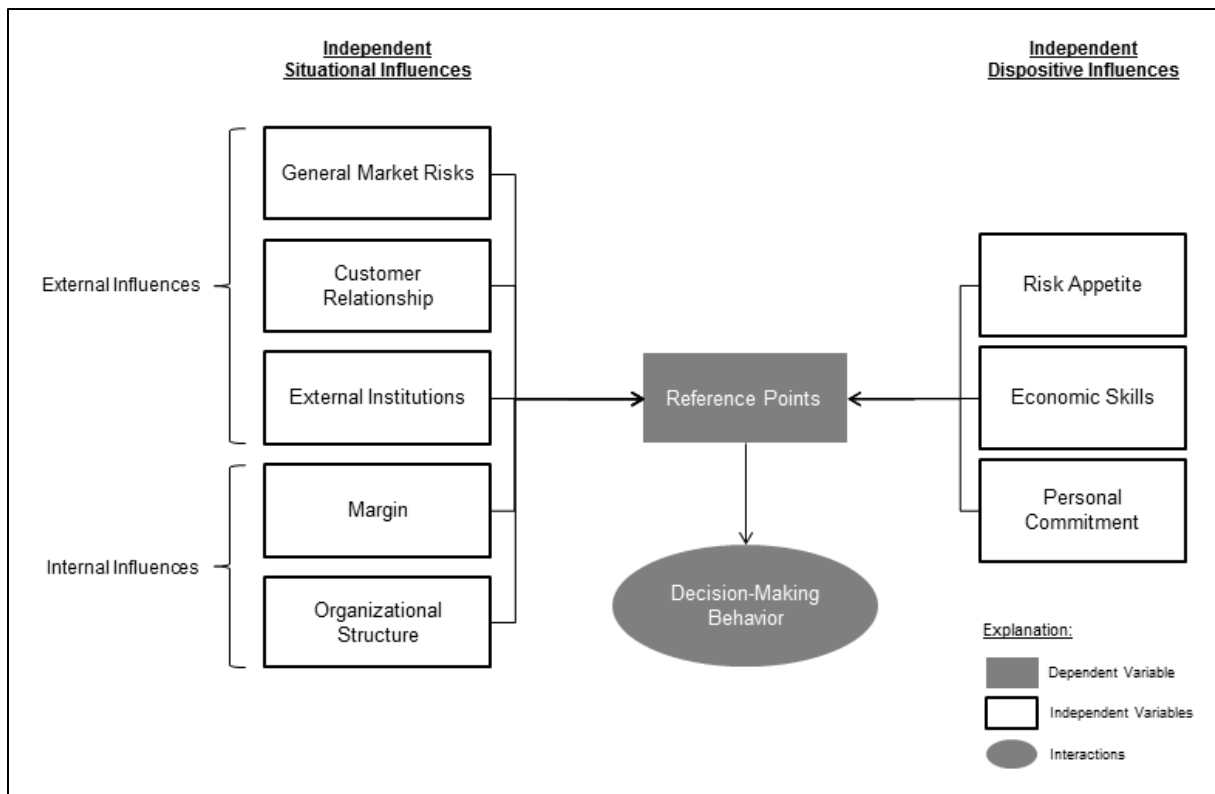 Independent
Situational Influences
Independent
Dispositive Influences
External Influences
General Market Risks
Customer
Relationship
External Institutions
Internal Influences
Margin
Organizational
Structure
Reference Points
Decision-Making
Behavior
Risk Appetite
Economic Skills
Personal
Commitment
Explanation:
Dependent Variable
Independent Variables
Interactions